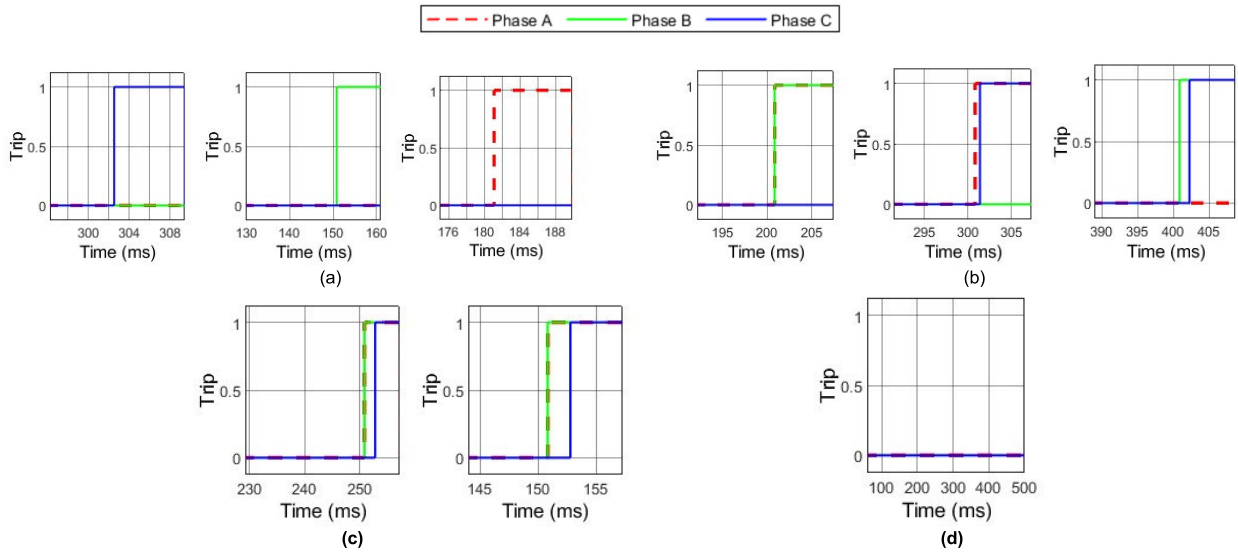 Phase A Phase B Phase C
1 0.5 0 Trip 300 304 308 Time (ms)
1 0.5 0 Trip 130 140 150 160 Time (ms)
1 0.5 0 Trip 176 180 184 188 Time (ms)
(a)
1 0.5 0 Trip 195 200 205 Time (ms)
1 0.5 0 Trip 295 300 305 Time (ms)
1 0.5 0 Trip 390 395 400 405 Time (ms)
(b)
1 0.5 0 Trip 230 240 250 Time (ms)
1 0.5 0 Trip 145 150 155 Time (ms)
(c)
1 0.5 0 Trip 100 200 300 400 500 Time (ms)
(d)